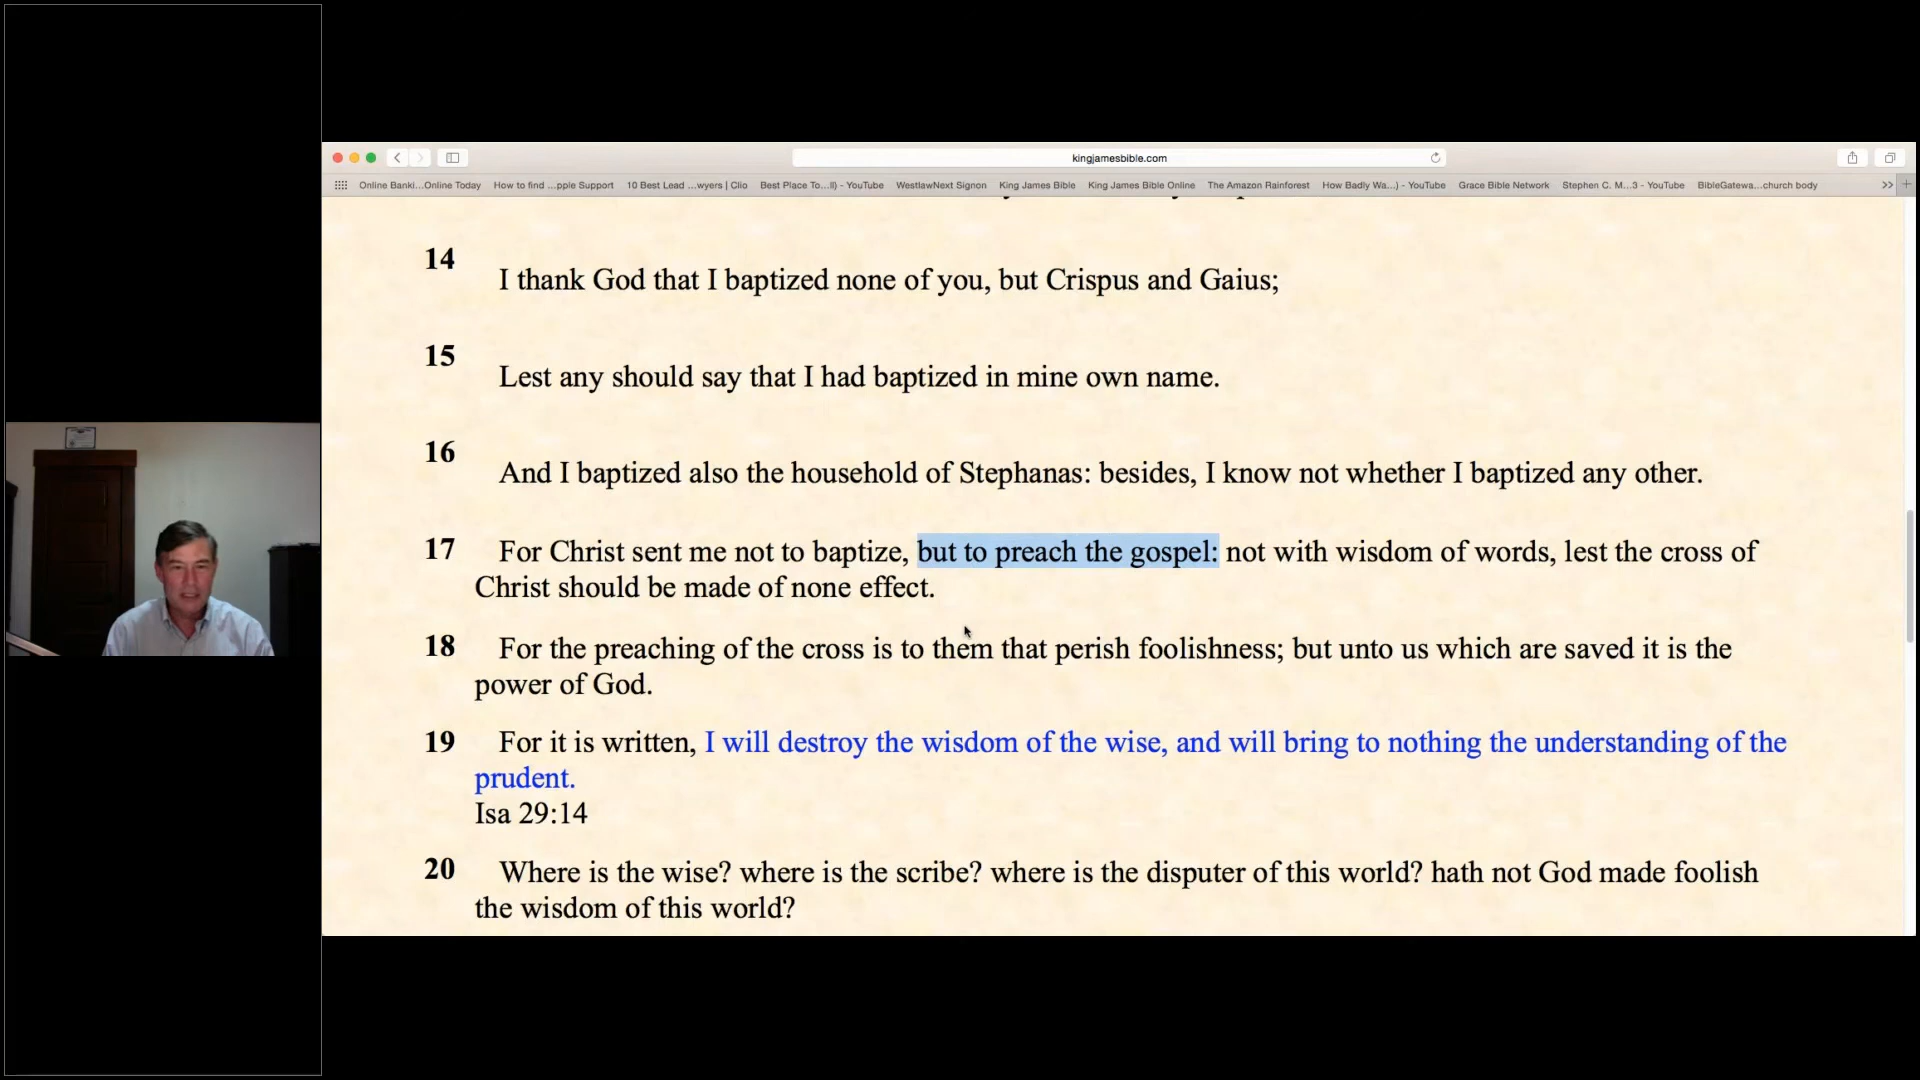 kingjamesbible.com
Online Banki...Online Today How to find ...pple Support 10 Best Lead ...wyers | Clio Best Place To...ll) - YouTube WestlawNext Signon King James Bible King James Bible Online The Amazon Rainforest How Badly Wa...) - YouTube Grace Bible Network Stephen C. M...3 - YouTube BibleGatewa...church body
14 I thank God that I baptized none of you, but Crispus and Gaius;
15 Lest any should say that I had baptized in mine own name.
16 And I baptized also the household of Stephanas: besides, I know not whether I baptized any other.
17 For Christ sent me not to baptize, but to preach the gospel: not with wisdom of words, lest the cross of
Christ should be made of none effect.
18 For the preaching of the cross is to them that perish foolishness; but unto us which are saved it is the
power of God.
19 For it is written, I will destroy the wisdom of the wise, and will bring to nothing the understanding of the
prudent.
Isa 29:14
20 Where is the wise? where is the scribe? where is the disputer of this world? hath not God made foolish
the wisdom of this world?